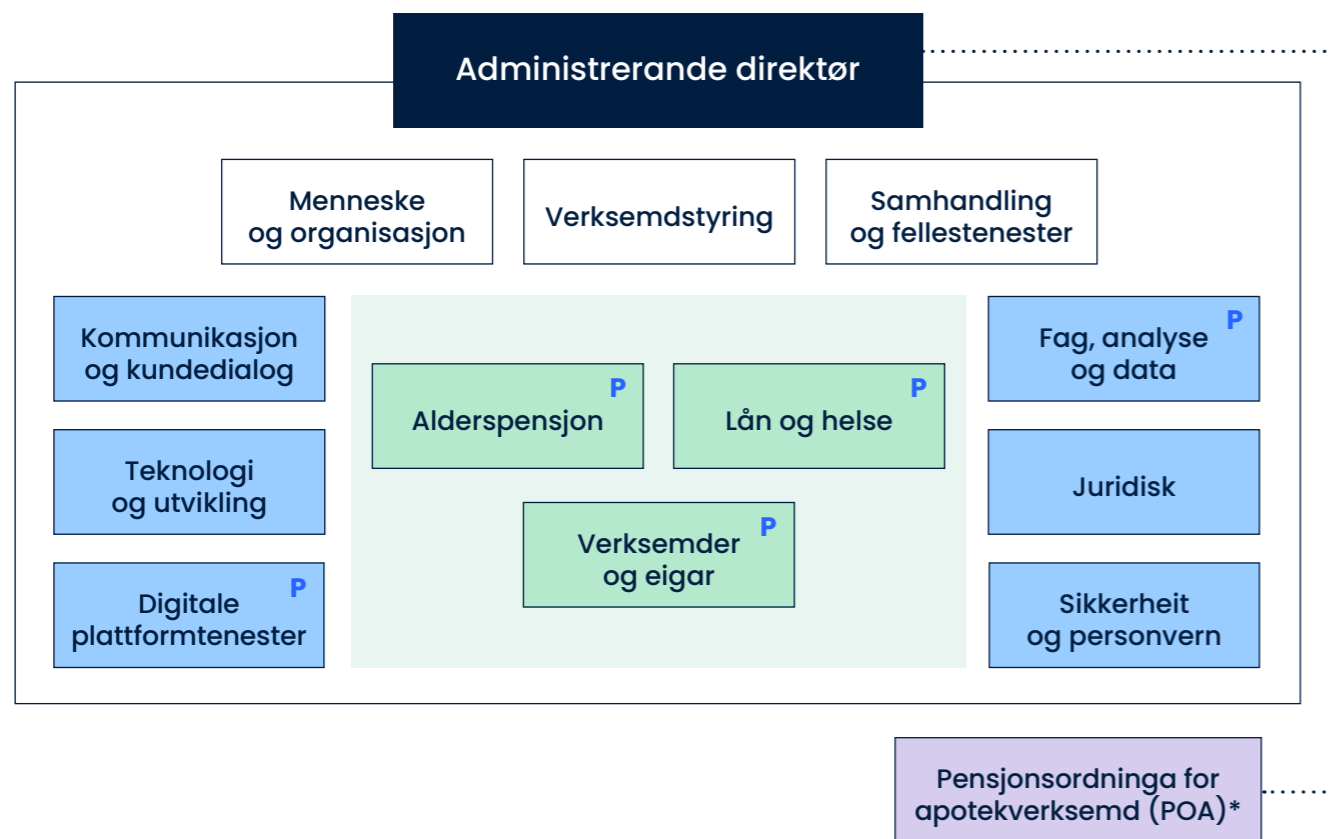 Administrerande direktør
Menneske
og organisasjon
Verksemdstyring
Samhandling
og fellestenester
Kommunikasjon
og kundedialog
Teknologi
og utvikling
P
Digitale
plattformtenester
P
Alderspensjon
P
Lån og helse
P
Verksemder
og eigar
P
Fag, analyse
og data
Juridisk
Sikkerheit
og personvern
Pensjonsordninga for
apotekverksemd (POA)*